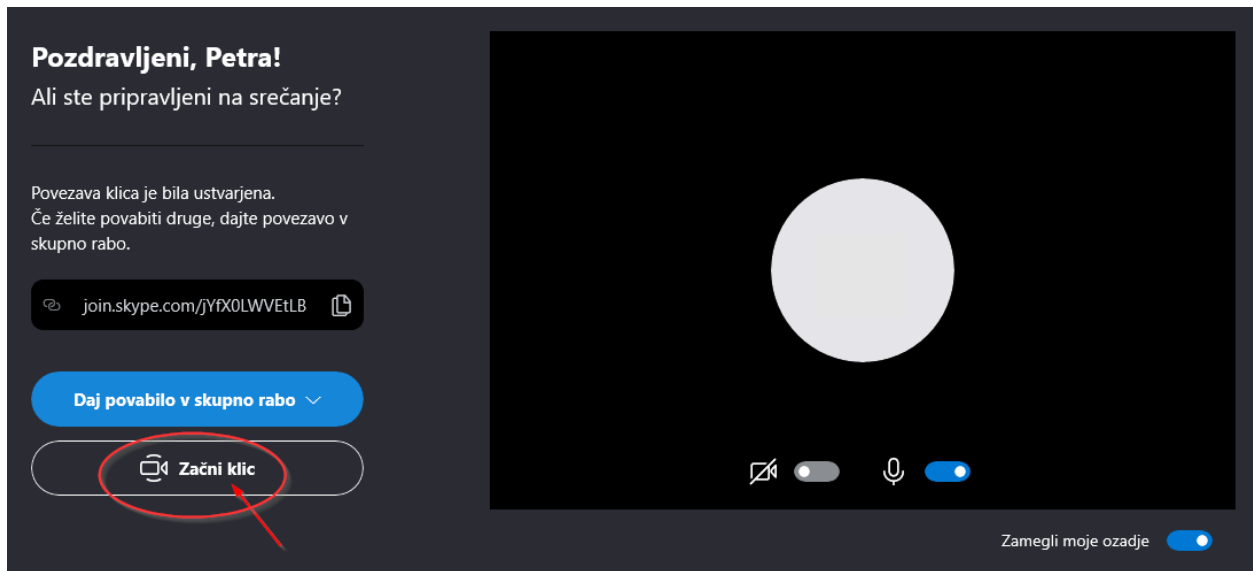 Pozdravljeni, Petra!
Ali ste pripravljeni na srečanje?
Povezava klica je bila ustvarjena.
Če želite povabiti druge, dajte povezavo v
skupno rabo.
join.skype.com/jYfX0LWVEtLB
Daj povabilo v skupno rabo
Začni klic
Zamegli moje ozadje